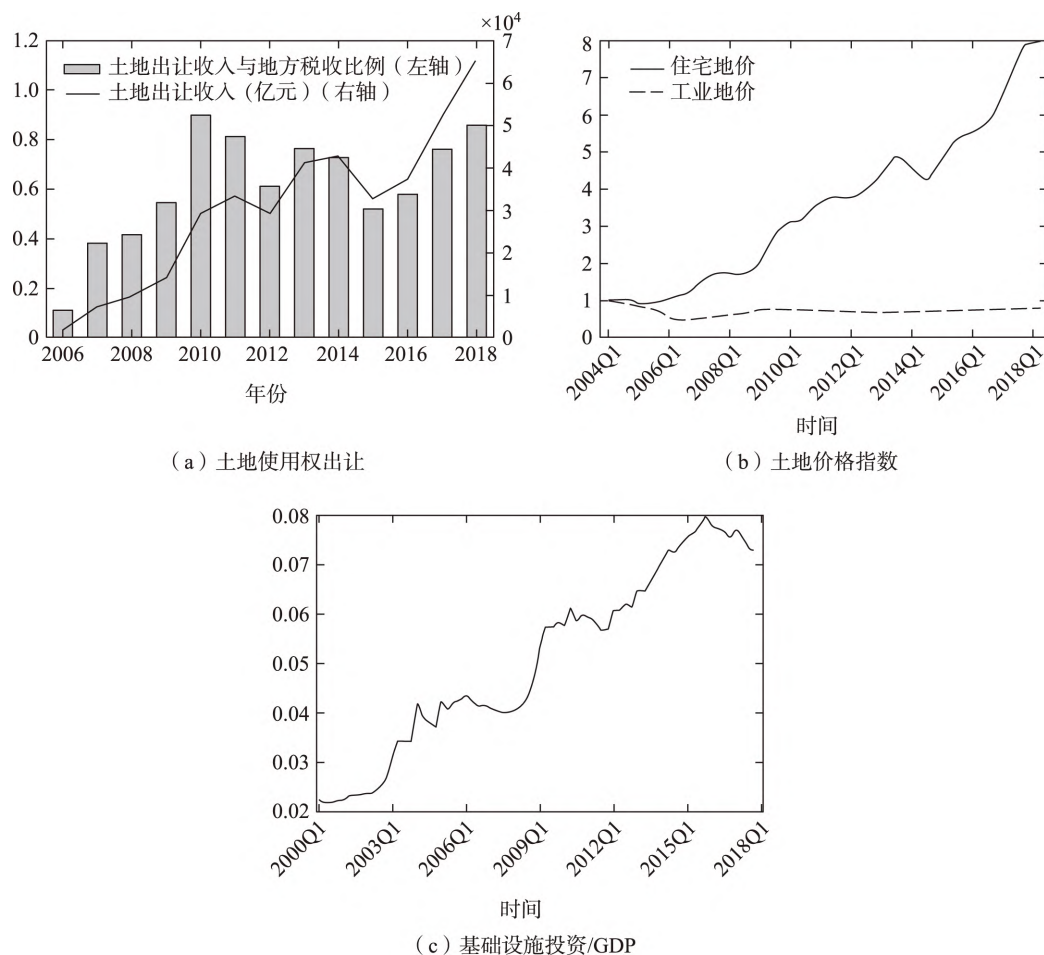 ×10⁴
1.2
1.0
0.8
0.6
0.4
0.2
0
7
6
5
4
3
2
1
0
土地出让收入与地方税收比例（左轴）
土地出让收入（亿元）（右轴）
2006 2008 2010 2012 2014 2016 2018
年份
（a）土地使用权出让
8
7
6
5
4
3
2
1
0
住宅地价
工业地价
2004Q1 2006Q1 2008Q1 2010Q1 2012Q1 2014Q1 2016Q1 2018Q1
时间
（b）土地价格指数
0.08
0.07
0.06
0.05
0.04
0.03
0.02
2000Q1 2003Q1 2006Q1 2009Q1 2012Q1 2015Q1 2018Q1
时间
（c）基础设施投资/GDP